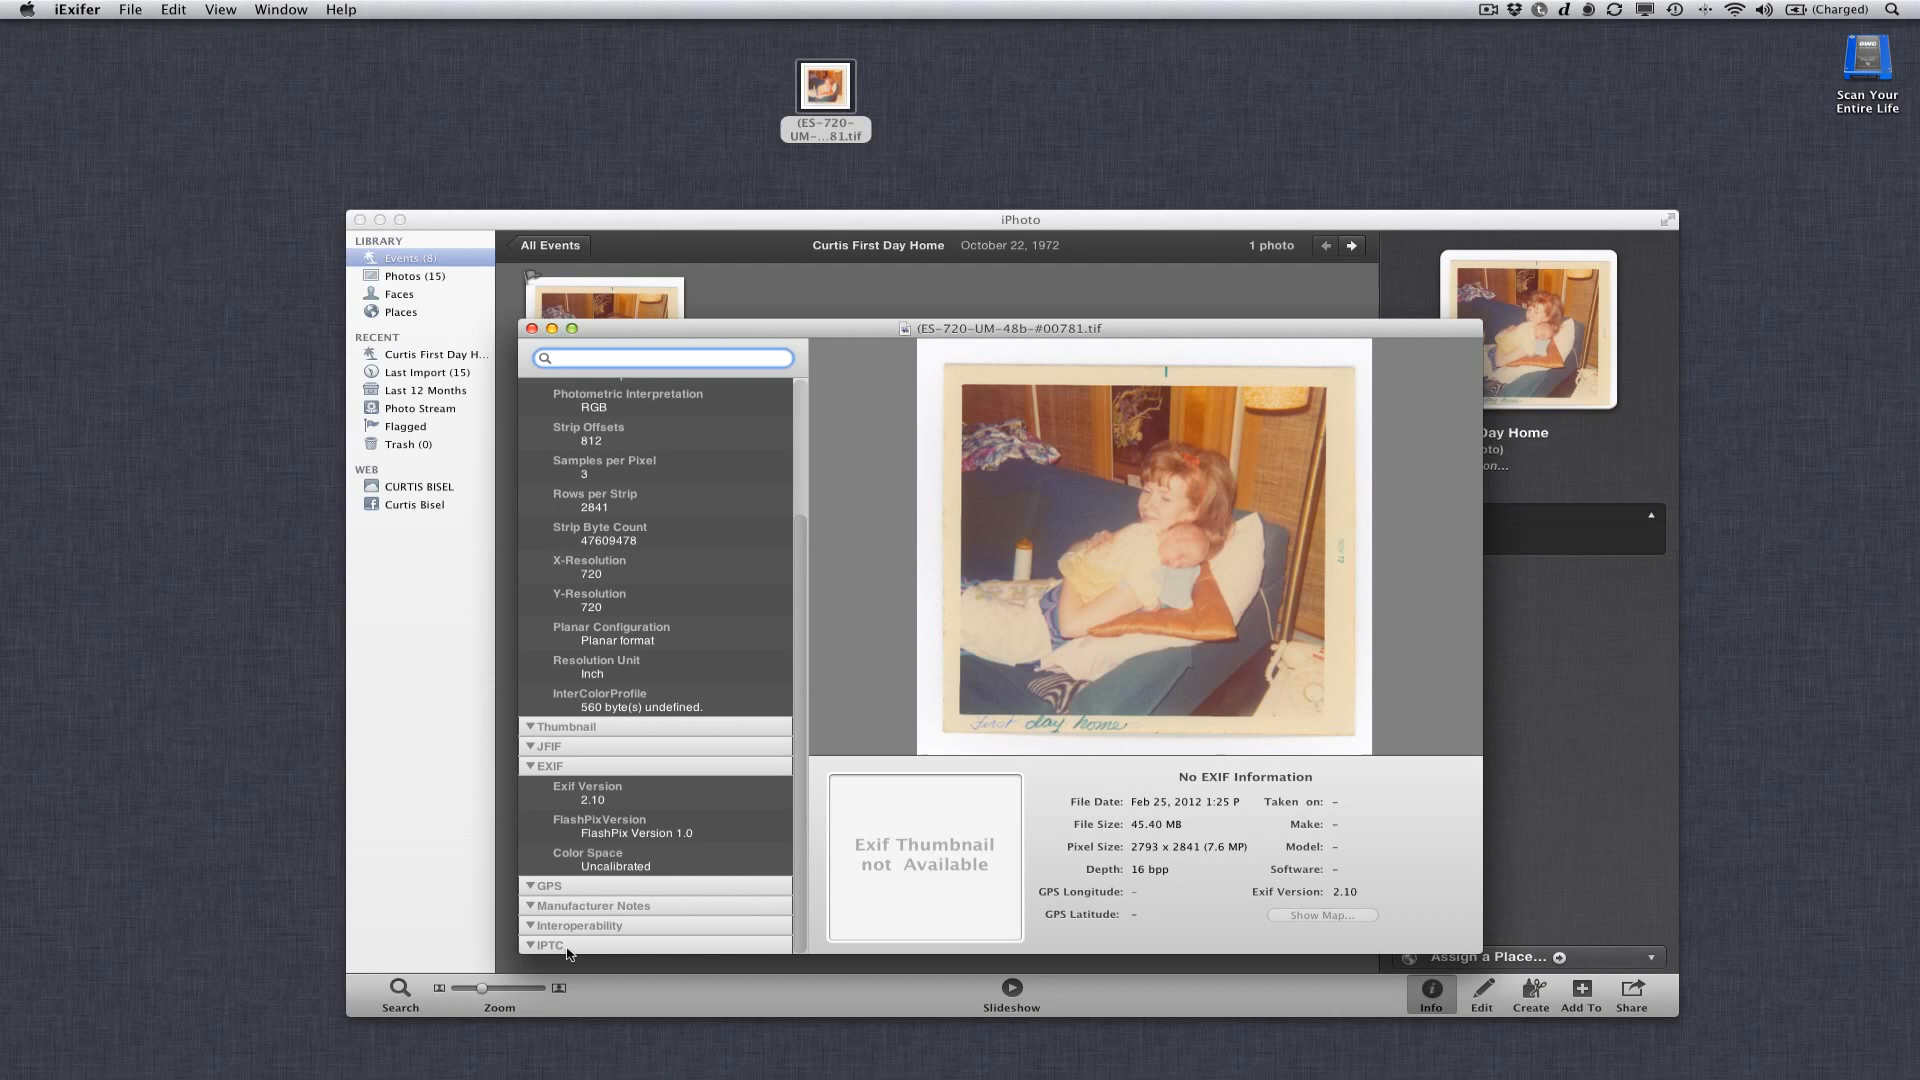 iExifer File Edit View Window Help
(Charged)
(ES-720-
UM-...81.tif
Scan Your
Entire Life
iPhoto
LIBRARY
Events (8)
Photos (15)
Faces
Places
RECENT
Curtis First Day H...
Last Import (15)
Last 12 Months
Photo Stream
Flagged
Trash (0)
WEB
CURTIS BISEL
Curtis Bisel
All Events
Curtis First Day Home October 22, 1972
1 photo
(ES-720-UM-48b-#00781.tif
Photometric Interpretation
RGB
Strip Offsets
812
Samples per Pixel
3
Rows per Strip
2841
Strip Byte Count
47609478
X-Resolution
720
Y-Resolution
720
Planar Configuration
Planar format
Resolution Unit
Inch
InterColorProfile
560 byte(s) undefined.
Thumbnail
JFIF
EXIF
Exif Version
2.10
FlashPixVersion
FlashPix Version 1.0
Color Space
Uncalibrated
GPS
Manufacturer Notes
Interoperability
IPTC
First day home
Exif Thumbnail
not Available
No EXIF Information
File Date: Feb 25, 2012 1:25 P Taken on: –
File Size: 45.40 MB Make: –
Pixel Size: 2793 x 2841 (7.6 MP) Model: –
Depth: 16 bpp Software: –
GPS Longitude: – Exif Version: 2.10
GPS Latitude: – Show Map...
Day Home
oto)
on...
Assign a Place...
Search
Zoom
Slideshow
Info
Edit
Create
Add To
Share